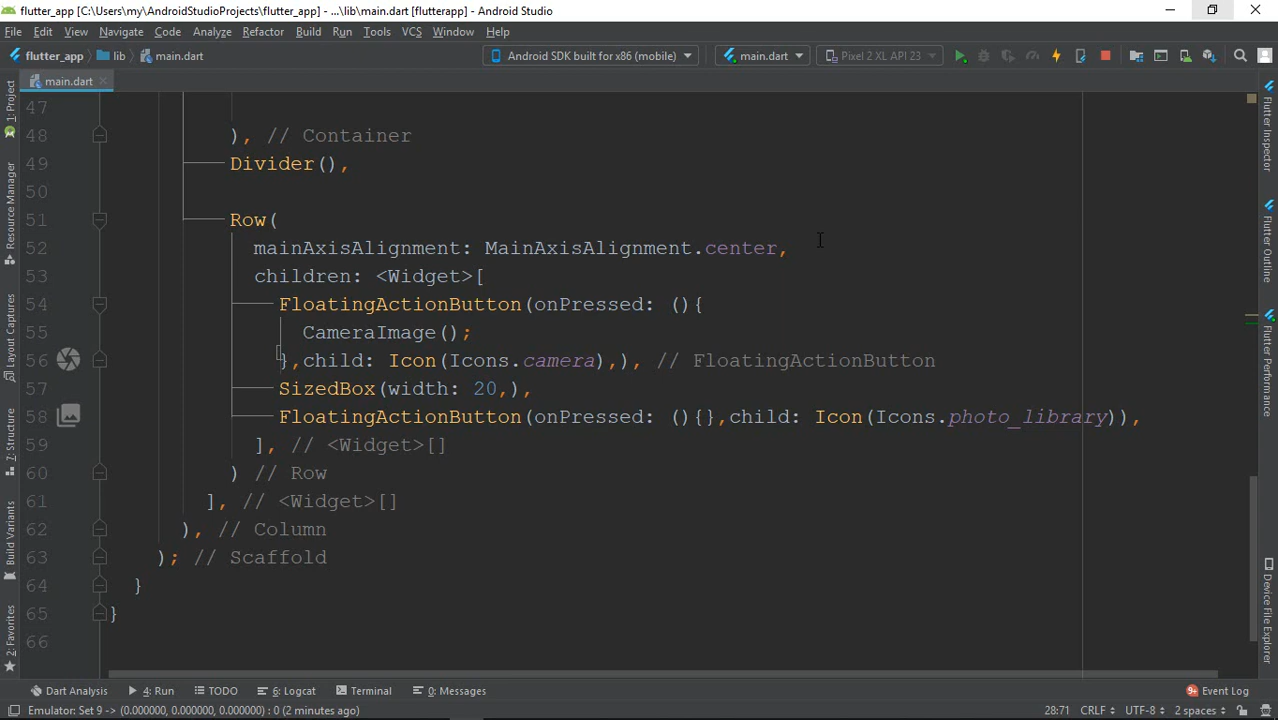 flutter_app [C:\Users\my\AndroidStudioProjects\flutter_app] - ...\lib\main.dart [flutterapp] - Android Studio
File Edit View Navigate Code Analyze Refactor Build Run Tools VCS Window Help
flutter_app lib main.dart Android SDK built for x86 (mobile) main.dart Pixel 2 XL API 23
main.dart
47
48 ), // Container
49 Divider(),
50
51 Row(
52 mainAxisAlignment: MainAxisAlignment.center,
53 children: <Widget>[
54 FloatingActionButton(onPressed: (){
55 CameraImage();
56 },child: Icon(Icons.camera),), // FloatingActionButton
57 SizedBox(width: 20,),
58 FloatingActionButton(onPressed: (){},child: Icon(Icons.photo_library)),
59 ], // <Widget>[]
60 ) // Row
61 ], // <Widget>[]
62 ), // Column
63 ); // Scaffold
64 }
65 }
66
1: Project
Resource Manager
Layout Captures
7: Structure
Build Variants
2: Favorites
Flutter Inspector
Flutter Outline
Flutter Performance
Device File Explorer
Dart Analysis 4: Run TODO 6: Logcat Terminal 0: Messages 9+ Event Log
Emulator: Set 9 -> (0.000000, 0.000000, 0.000000) : 0 (2 minutes ago) 28:71 CRLF UTF-8 2 spaces